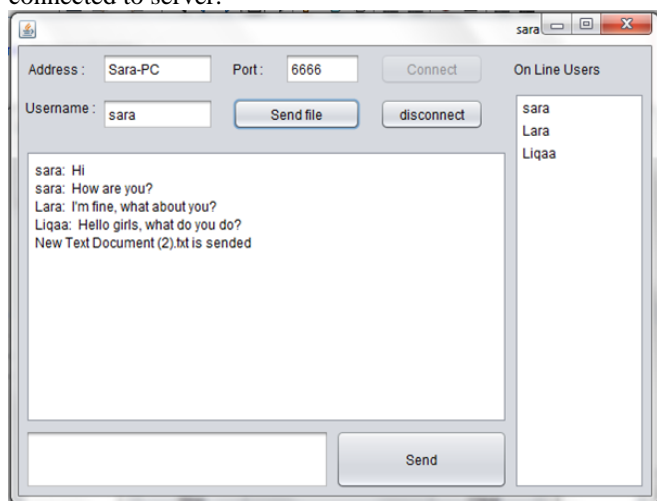 connected to server.
sara
Address : Sara-PC Port : 6666 Connect On Line Users
Username : sara Send file disconnect
sara
Lara
Liqaa
sara: Hi
sara: How are you?
Lara: I'm fine, what about you?
Liqaa: Hello girls, what do you do?
New Text Document (2).txt is sended
Send